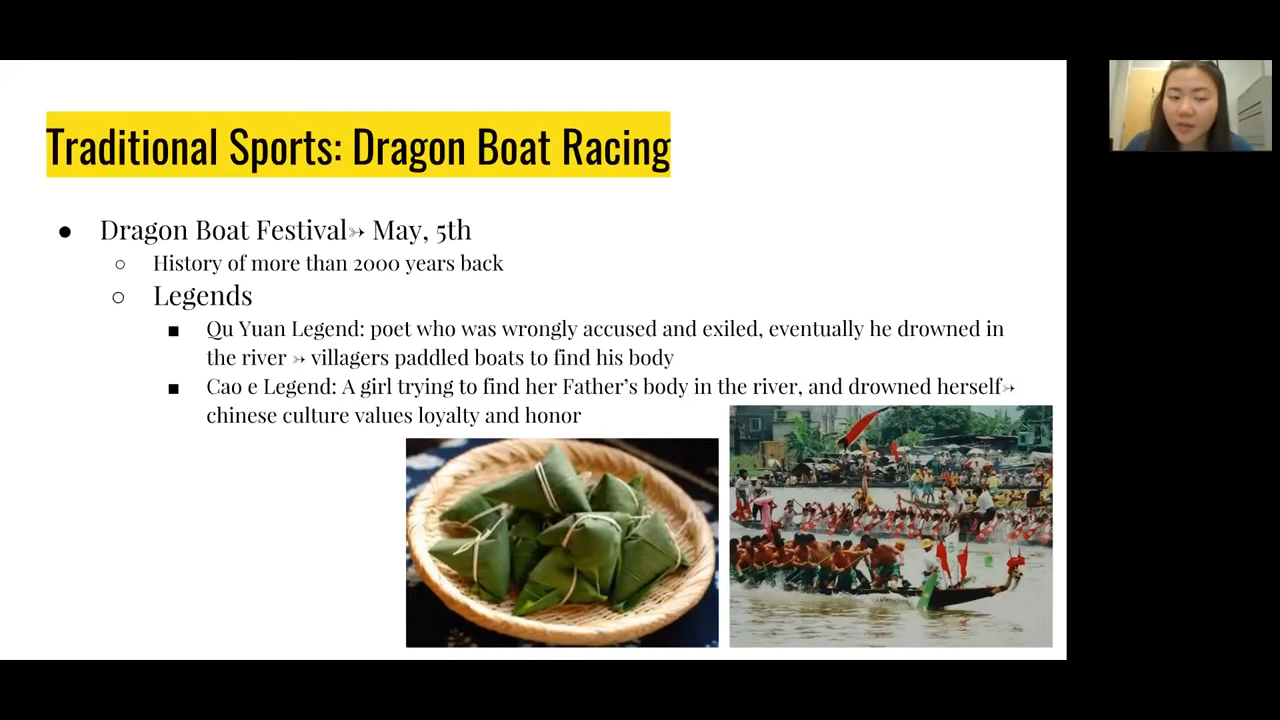 Traditional Sports: Dragon Boat Racing
● Dragon Boat Festival➳ May, 5th
○ History of more than 2000 years back
○ Legends
■ Qu Yuan Legend: poet who was wrongly accused and exiled, eventually he drowned in
the river ➳ villagers paddled boats to find his body
■ Cao e Legend: A girl trying to find her Father’s body in the river, and drowned herself➳
chinese culture values loyalty and honor